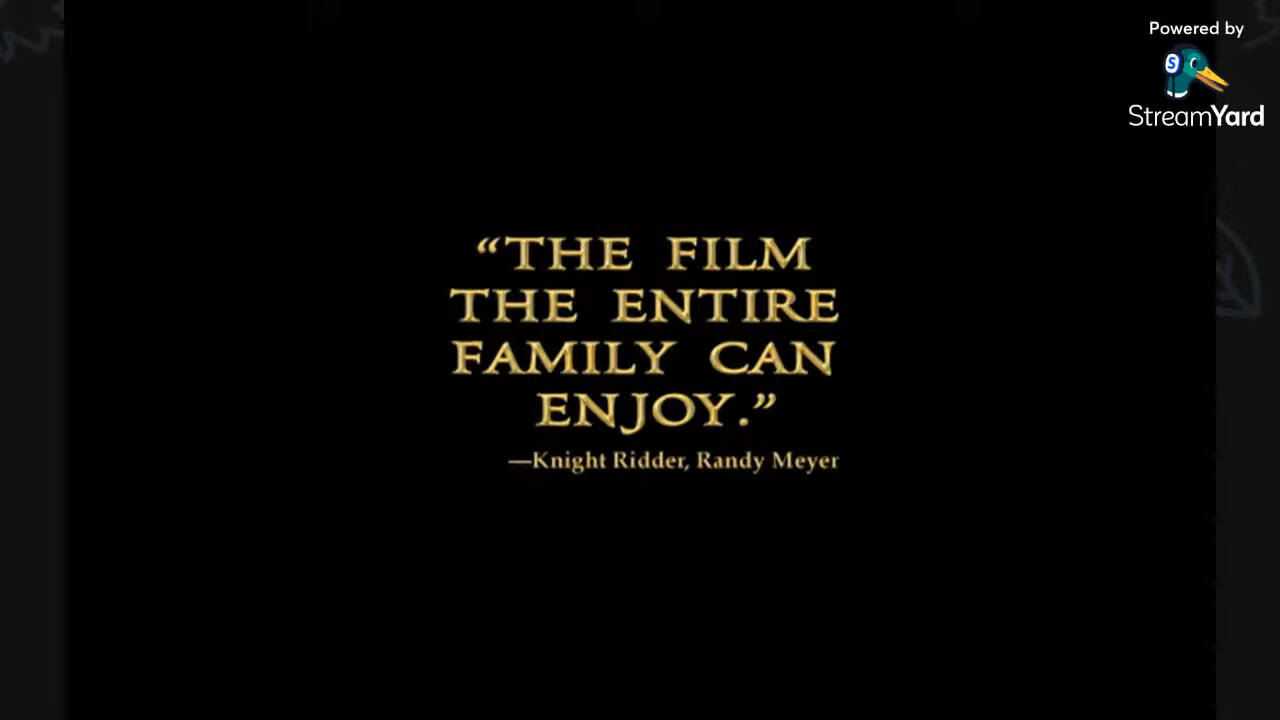 Powered by
StreamYard
“THE FILM
THE ENTIRE
FAMILY CAN
ENJOY.”
—Knight Ridder, Randy Meyer